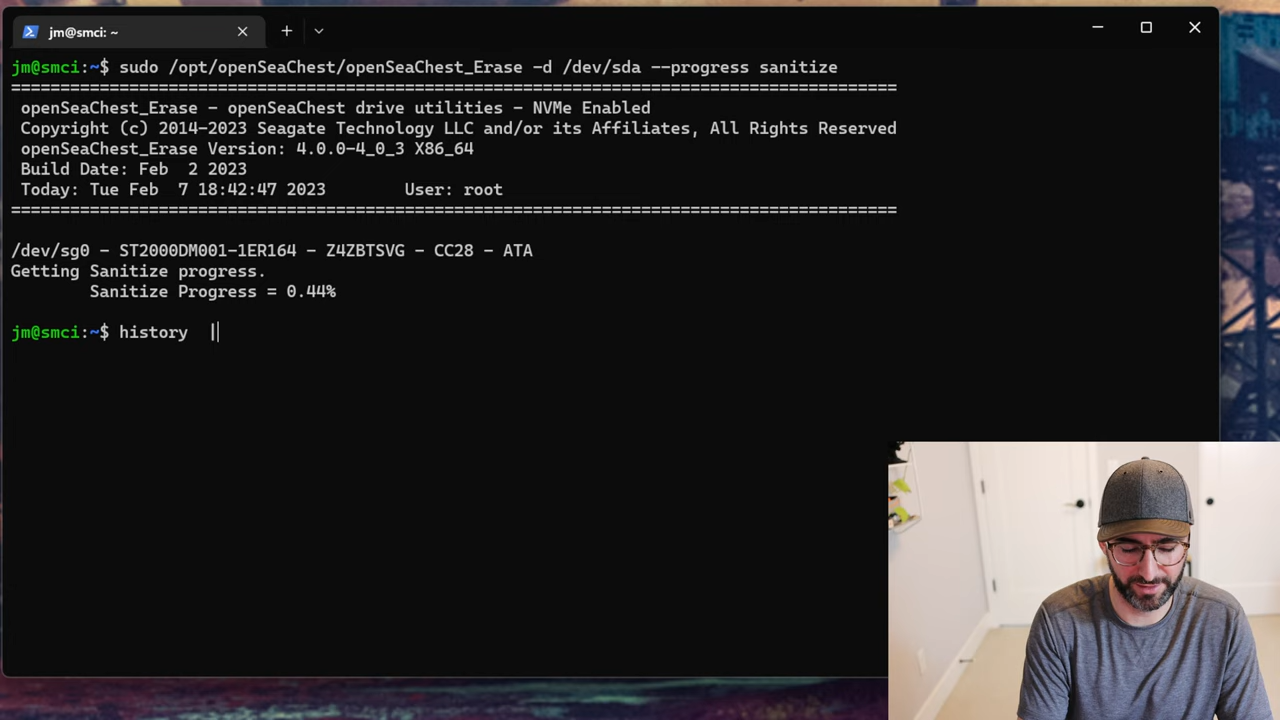 jm@smci: ~
jm@smci:~$ sudo /opt/openSeaChest/openSeaChest_Erase -d /dev/sda --progress sanitize
==========================================================================================
openSeaChest_Erase - openSeaChest drive utilities - NVMe Enabled
Copyright (c) 2014-2023 Seagate Technology LLC and/or its Affiliates, All Rights Reserved
openSeaChest_Erase Version: 4.0.0-4_0_3 X86_64
Build Date: Feb  2 2023
Today: Tue Feb  7 18:42:47 2023        User: root
==========================================================================================
/dev/sg0 - ST2000DM001-1ER164 - Z4ZBTSVG - CC28 - ATA
Getting Sanitize progress.
Sanitize Progress = 0.44%
jm@smci:~$ history  |